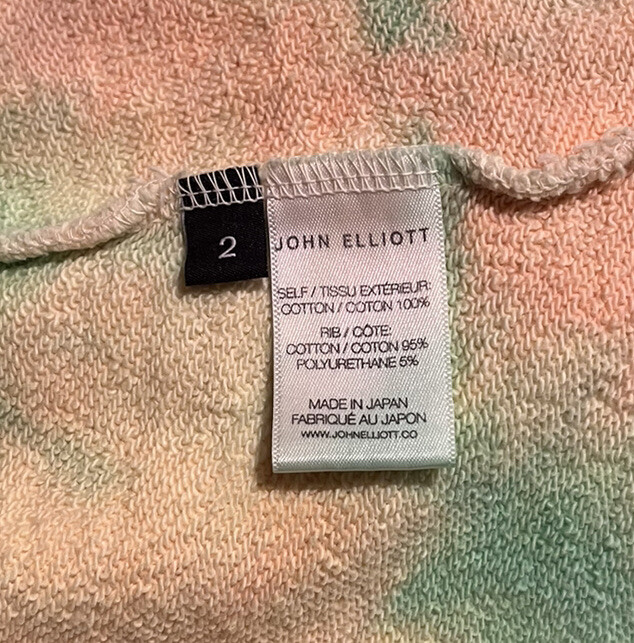 2
JOHN ELLIOTT
SELF / TISSU EXTÉRIEUR:
COTTON / COTON 100%
RIB / CÔTE:
COTTON / COTON 95%
POLYURETHANE 5%
MADE IN JAPAN
FABRIQUÉ AU JAPON
WWW.JOHNELLIOTT.CO